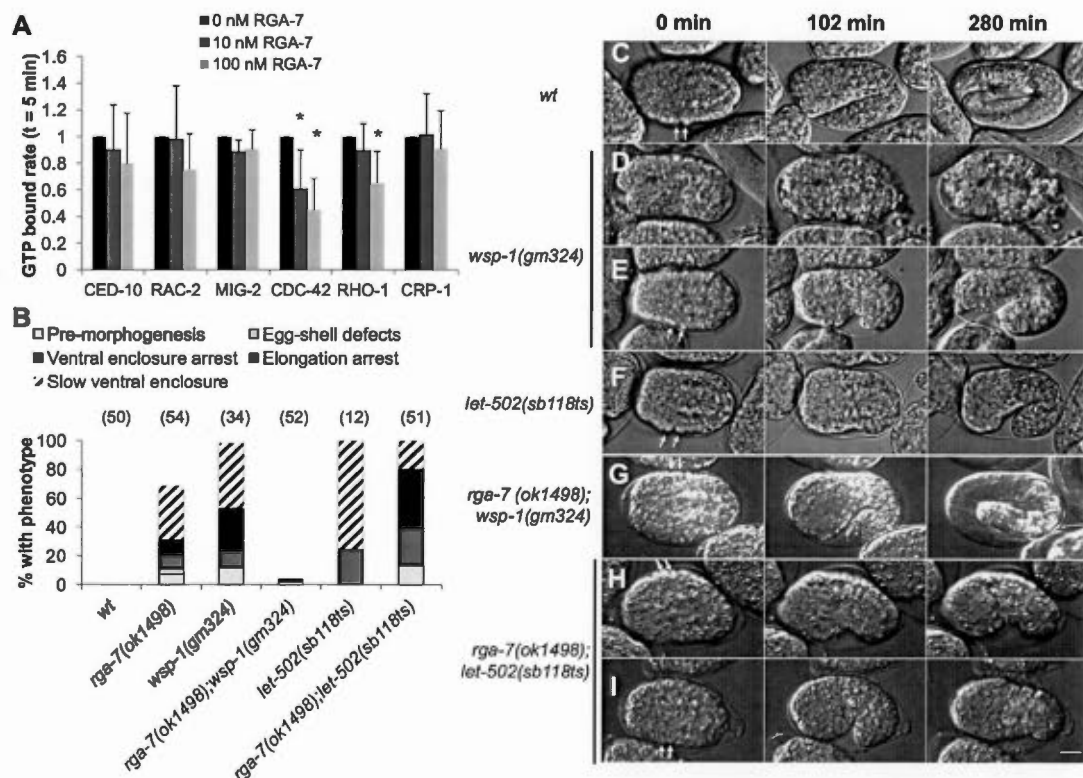 A
0 nM RGA-7
10 nM RGA-7
100 nM RGA-7
GTP bound rate (t = 5 min)
1.4
1.2
1
0.8
0.6
0.4
0.2
0
* * *
CED-10 RAC-2 MIG-2 CDC-42 RHO-1 CRP-1
B
Pre-morphogenesis Egg-shell defects
Ventral enclosure arrest Elongation arrest
Slow ventral enclosure
(50) (54) (34) (52) (12) (51)
% with phenotype
100
80
60
40
20
0
wt
rga-7(ok1498)
wsp-1(gm324)
rga-7(ok1498);wsp-1(gm324)
let-502(sb118ts)
rga-7(ok1498);let-502(sb118ts)
0 min 102 min 280 min
wt
C
D
wsp-1(gm324)
E
let-502(sb118ts)
F
rga-7 (ok1498);
wsp-1(gm324)
G
H
rga-7(ok1498);
let-502(sb118ts)
I